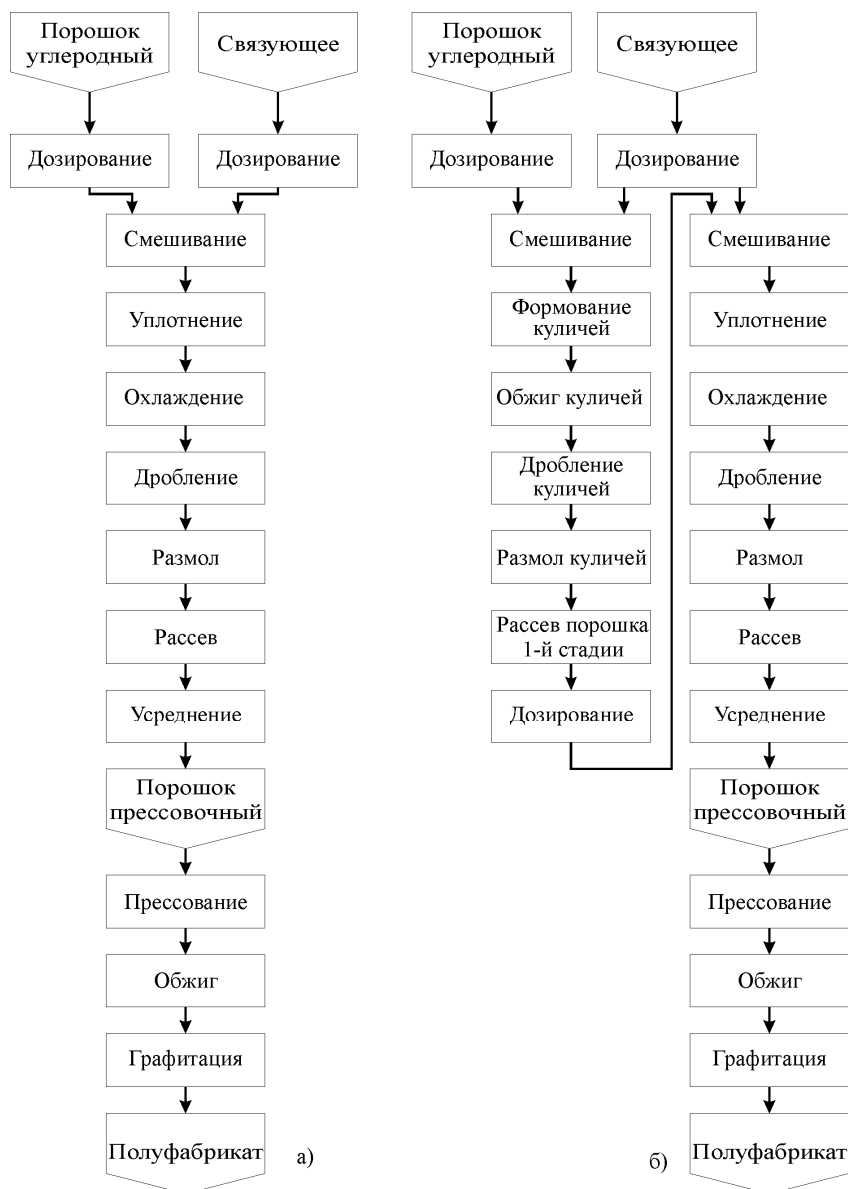 Порошок
углеродный
Связующее
Дозирование
Дозирование
Смешивание
Уплотнение
Охлаждение
Дробление
Размол
Рассев
Усреднение
Порошок
прессовочный
Прессование
Обжиг
Графитация
Полуфабрикат
а)
Порошок
углеродный
Связующее
Дозирование
Дозирование
Смешивание
Формование
куличей
Обжиг куличей
Дробление
куличей
Размол куличей
Рассев порошка
1-й стадии
Дозирование
Смешивание
Уплотнение
Охлаждение
Дробление
Размол
Рассев
Усреднение
Порошок
прессовочный
Прессование
Обжиг
Графитация
Полуфабрикат
б)